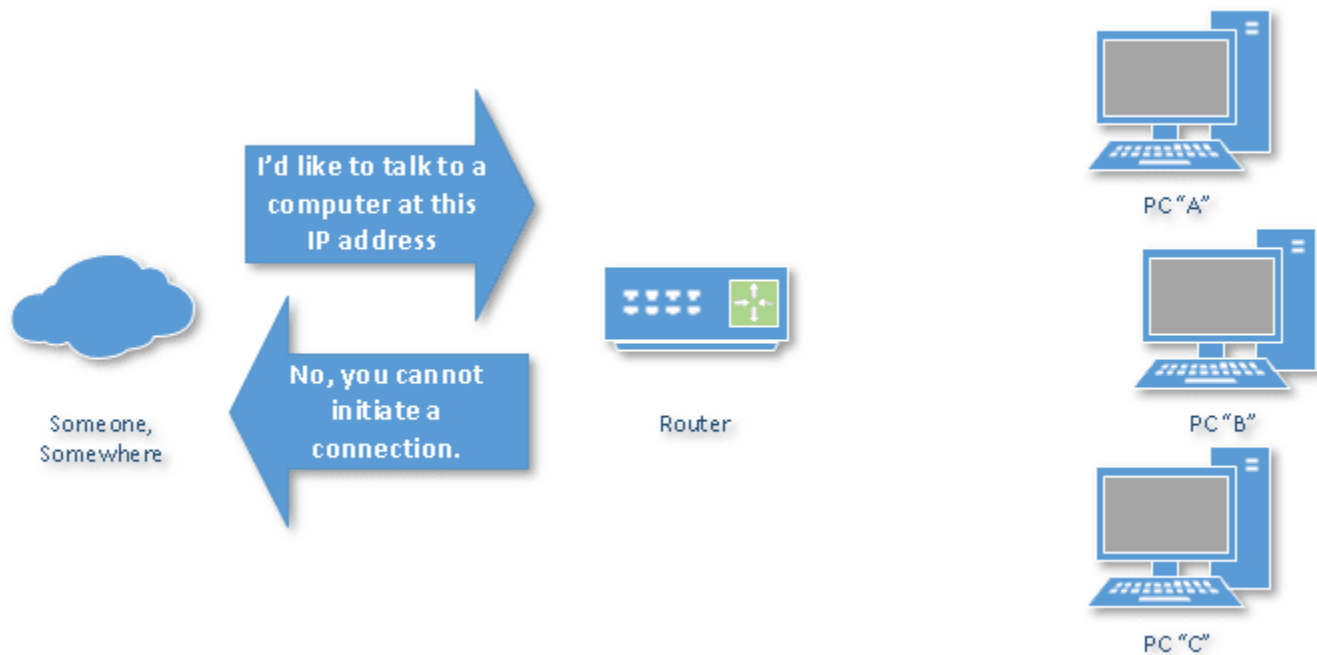 I’d like to talk to a
computer at this
IP address
No, you cannot
initiate a
connection.
Someone,
Somewhere
Router
PC “A”
PC “B”
PC “C”